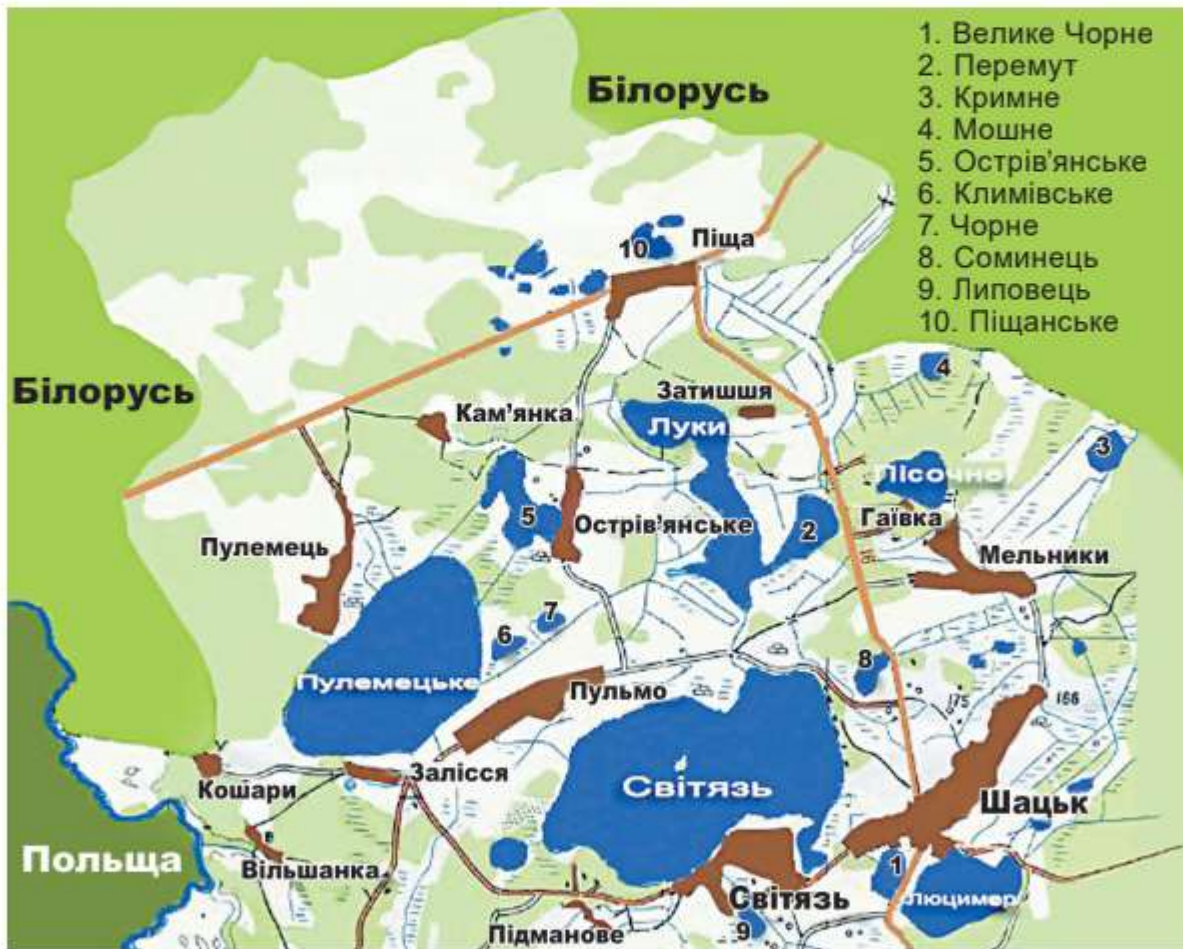 1. Велике Чорне
2. Перемут
3. Кримне
4. Мошне
5. Острів'янське
6. Климівське
7. Чорне
8. Соминець
9. Липовець
10. Піщанське
Білорусь
10
Піща
Білорусь
4
Затишшя
Кам'янка
Луки
3
Лісочне
5
Острів'янське
2
Гаївка
Пулемець
Мельники
7
6
8
Пулемецьке
Пульмо
175
166
Залісся
Світязь
Кошари
Шацьк
Польща
Вільшанка
1
Світязь
Люцимер
Підманове
9